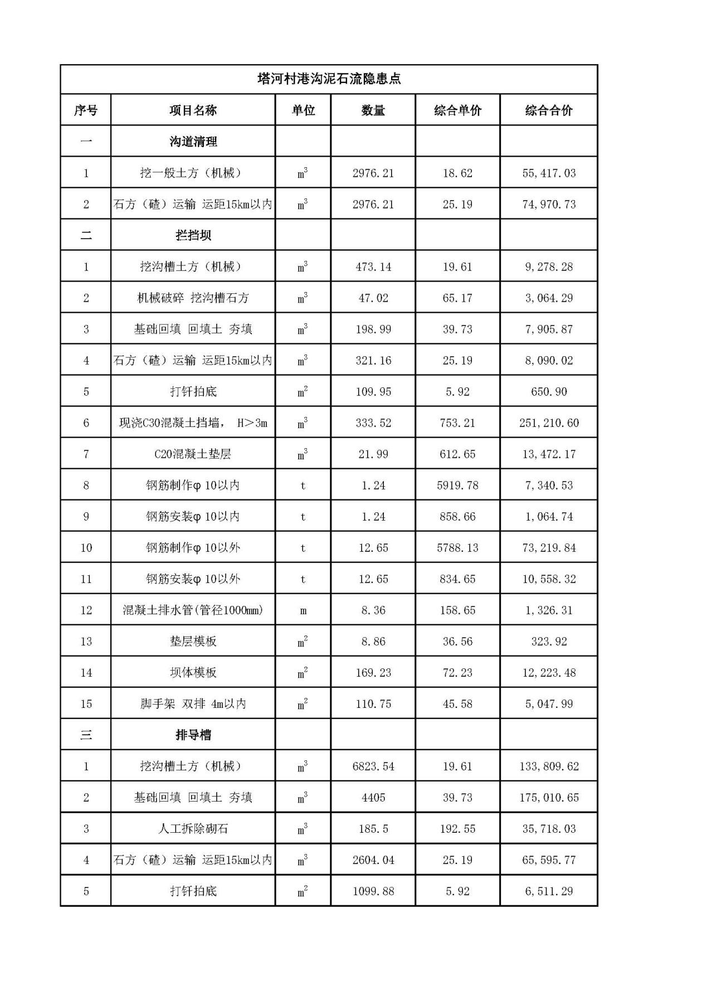 塔河村港沟泥石流隐患点
序号 项目名称 单位 数量 综合单价 综合合价
一 沟道清理
1 挖一般土方（机械） m³ 2976.21 18.62 55,417.03
2 石方（碴）运输 运距15km以内 m³ 2976.21 25.19 74,970.73
二 拦挡坝
1 挖沟槽土方（机械） m³ 473.14 19.61 9,278.28
2 机械破碎 挖沟槽石方 m³ 47.02 65.17 3,064.29
3 基础回填 回填土 夯填 m³ 198.99 39.73 7,905.87
4 石方（碴）运输 运距15km以内 m³ 321.16 25.19 8,090.02
5 打钎拍底 m² 109.95 5.92 650.90
6 现浇C30混凝土挡墙， H＞3m m³ 333.52 753.21 251,210.60
7 C20混凝土垫层 m³ 21.99 612.65 13,472.17
8 钢筋制作φ 10以内 t 1.24 5919.78 7,340.53
9 钢筋安装φ 10以内 t 1.24 858.66 1,064.74
10 钢筋制作φ 10以外 t 12.65 5788.13 73,219.84
11 钢筋安装φ 10以外 t 12.65 834.65 10,558.32
12 混凝土排水管(管径1000mm) m 8.36 158.65 1,326.31
13 垫层模板 m² 8.86 36.56 323.92
14 坝体模板 m² 169.23 72.23 12,223.48
15 脚手架 双排 4m以内 m² 110.75 45.58 5,047.99
三 排导槽
1 挖沟槽土方（机械） m³ 6823.54 19.61 133,809.62
2 基础回填 回填土 夯填 m³ 4405 39.73 175,010.65
3 人工拆除砌石 m³ 185.5 192.55 35,718.03
4 石方（碴）运输 运距15km以内 m³ 2604.04 25.19 65,595.77
5 打钎拍底 m² 1099.88 5.92 6,511.29